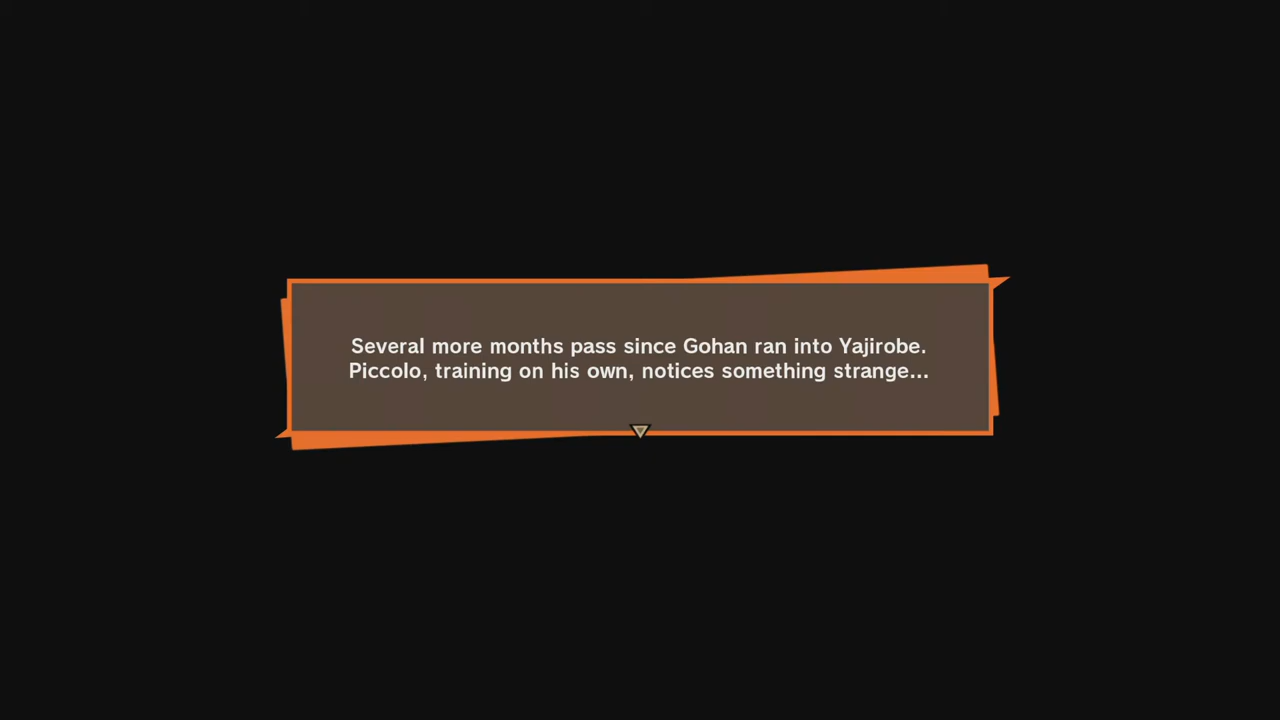 Several more months pass since Gohan ran into Yajirobe.
Piccolo, training on his own, notices something strange...